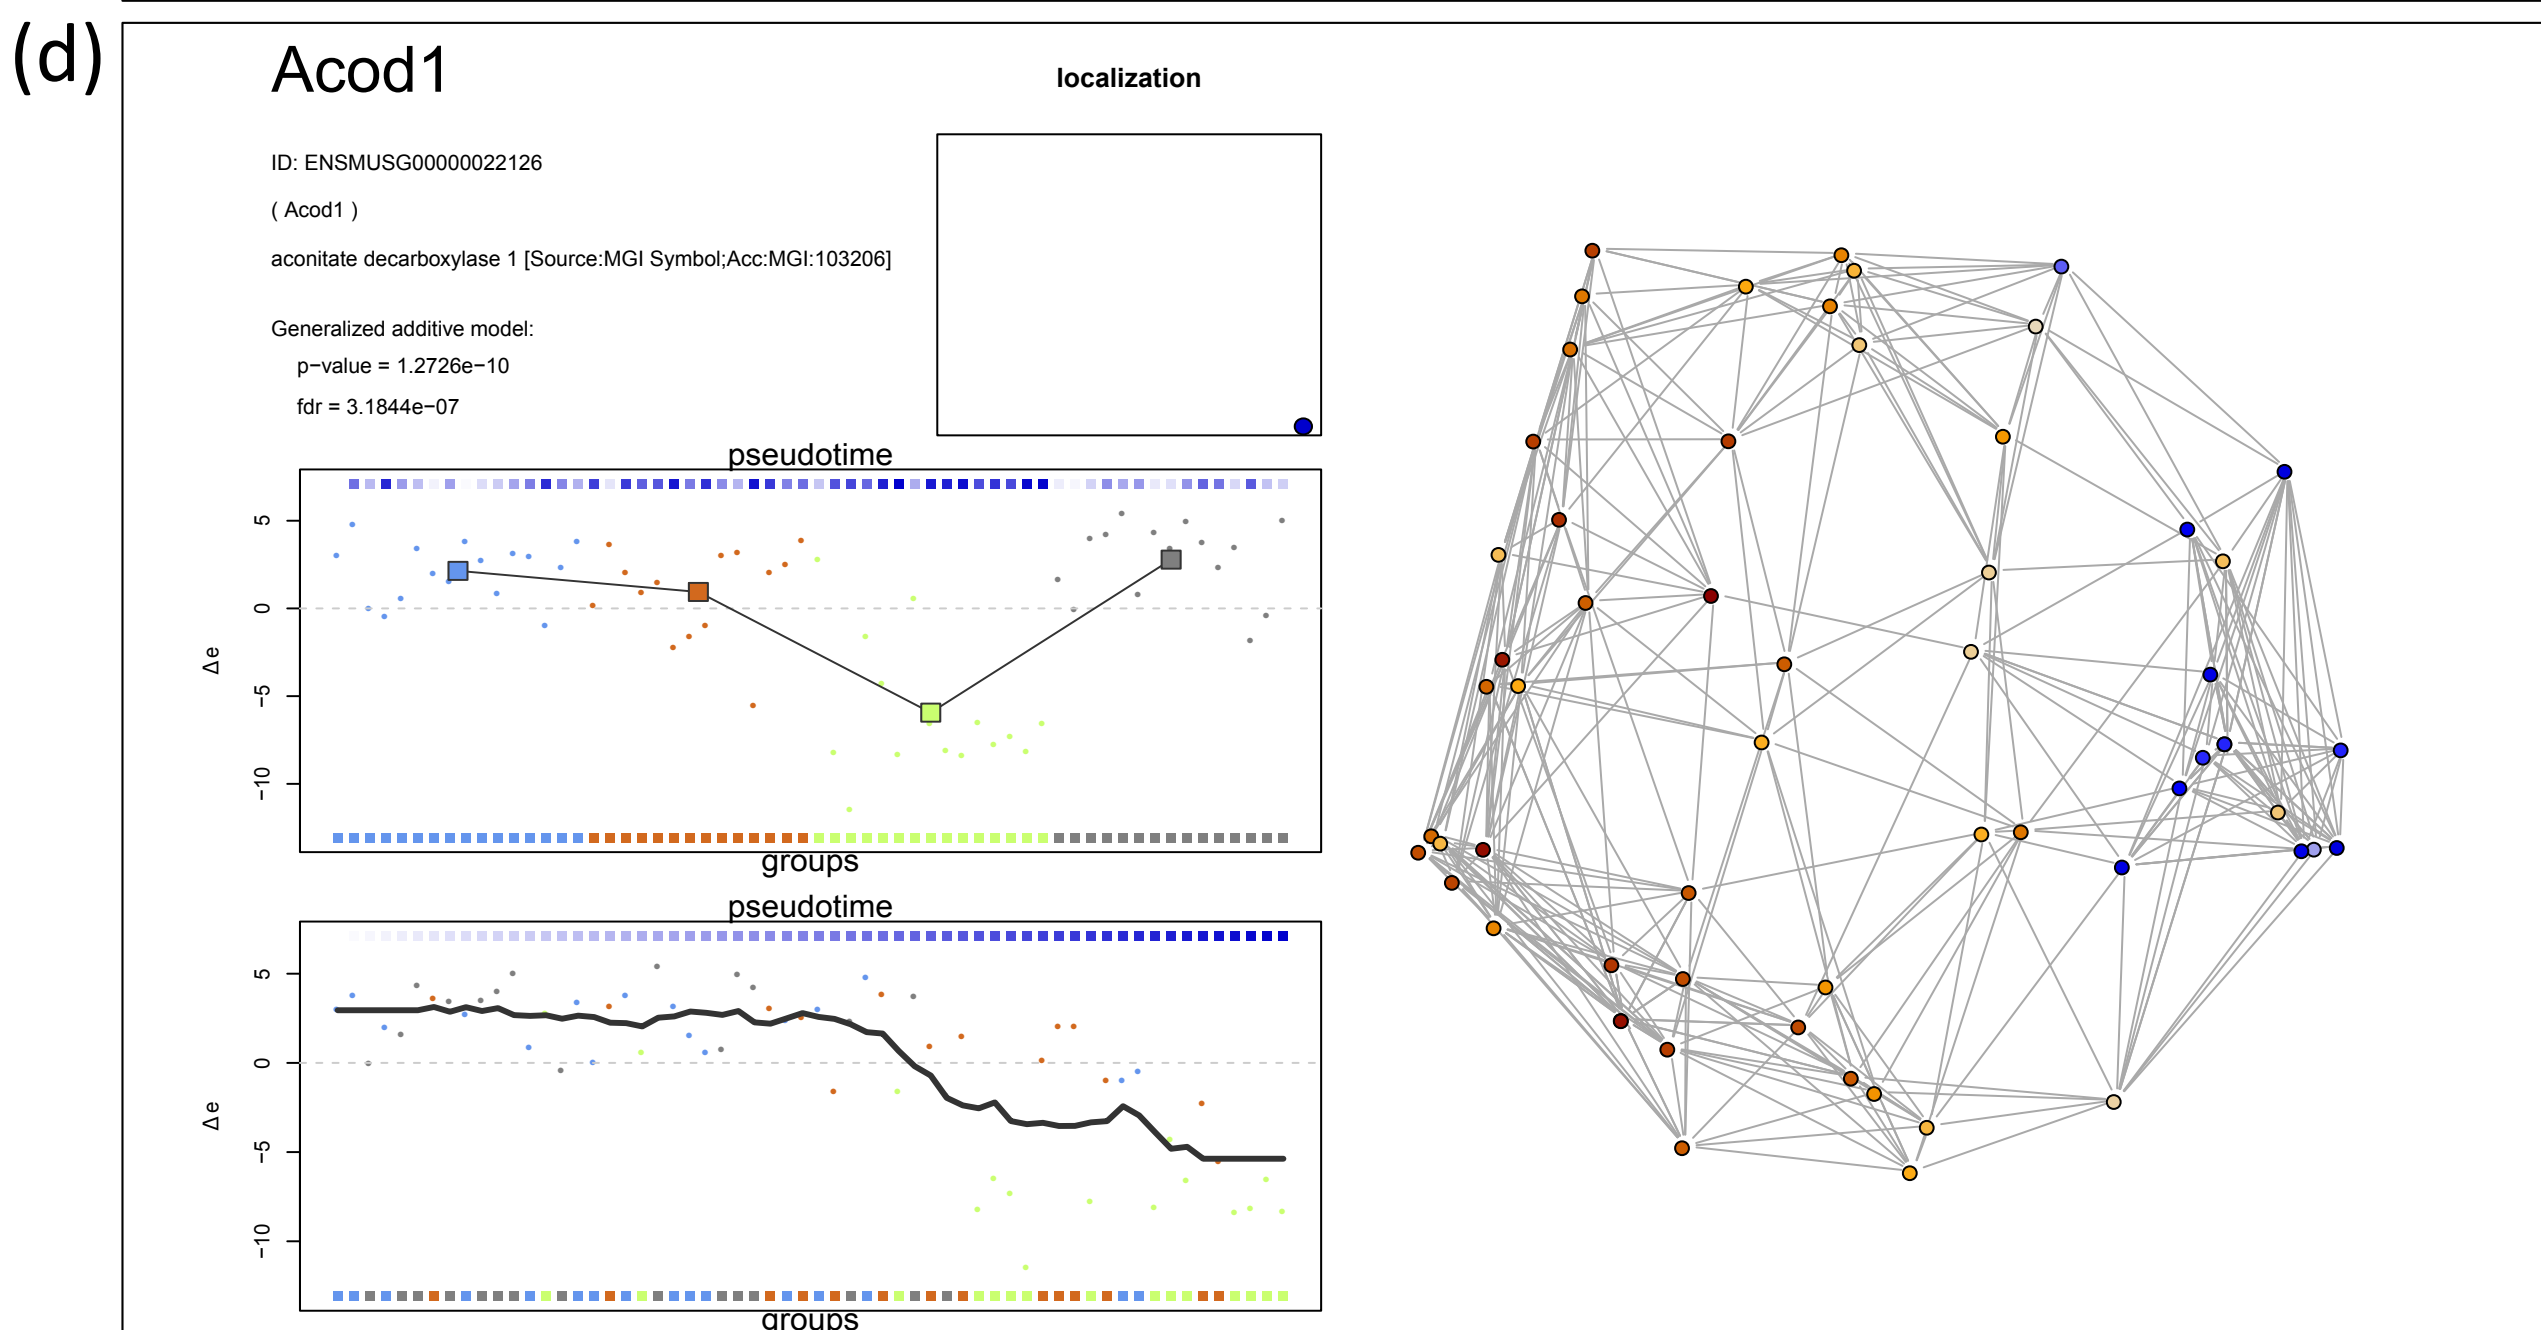 (d)
Acod1
localization
ID: ENSMUSG00000022126
( Acod1 )
aconitate decarboxylase 1 [Source:MGI Symbol;Acc:MGI:103206]
Generalized additive model:
p−value = 1.2726e−10
fdr = 3.1844e−07
pseudotime
5
0
−5
−10
Δe
groups
pseudotime
5
0
−5
−10
Δe
groups